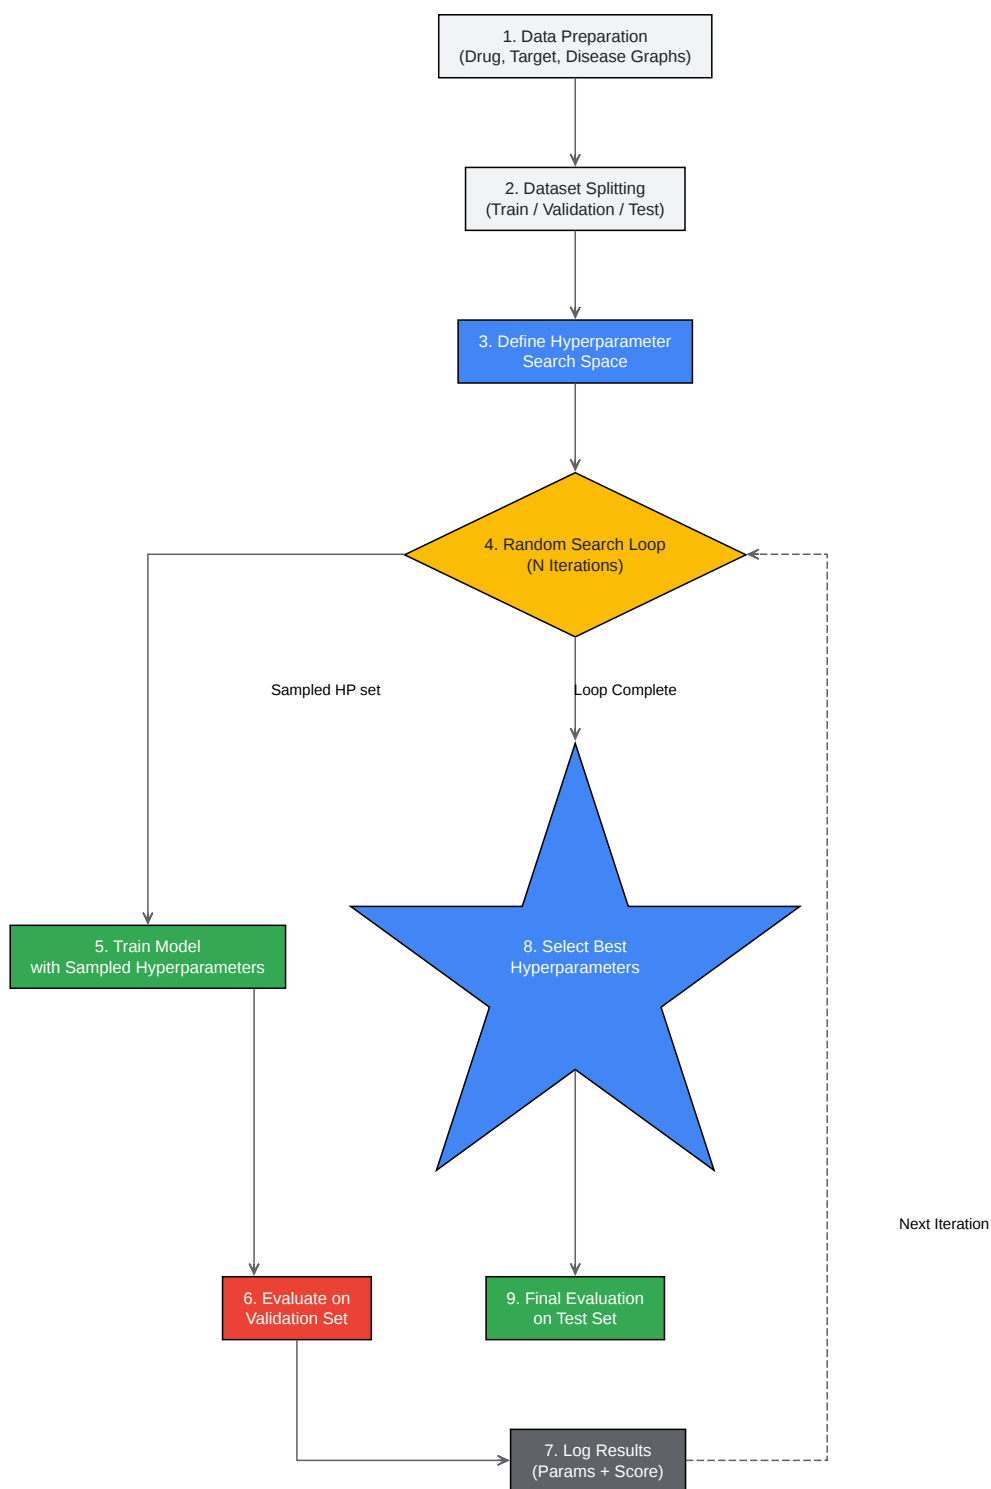 1. Data Preparation
(Drug, Target, Disease Graphs)
2. Dataset Splitting
(Train / Validation / Test)
3. Define Hyperparameter
Search Space
4. Random Search Loop
(N Iterations)
Sampled HP set
Loop Complete
5. Train Model
with Sampled Hyperparameters
8. Select Best
Hyperparameters
Next Iteration
6. Evaluate on
Validation Set
9. Final Evaluation
on Test Set
7. Log Results
(Params + Score)